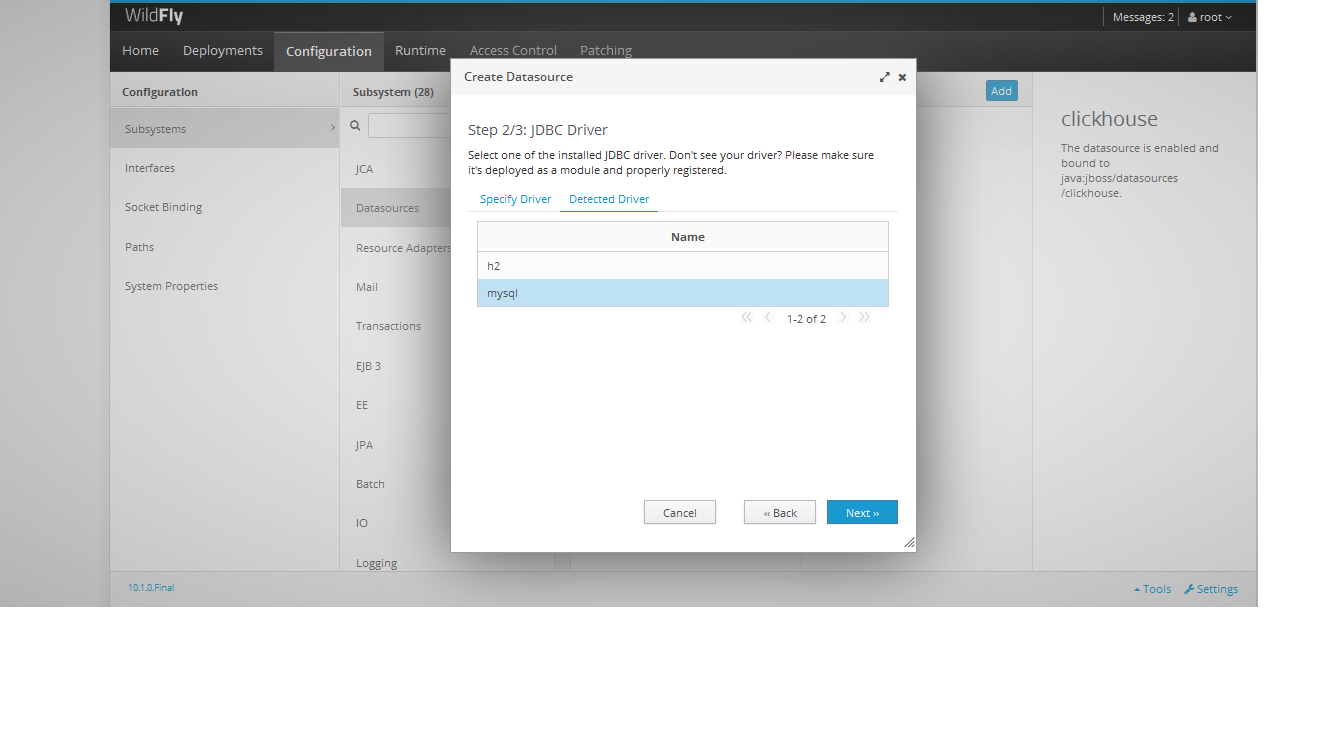 WildFly
Messages: 2
root
Home
Deployments
Configuration
Runtime
Access Control
Patching
Configuration
Subsystems
Interfaces
Socket Binding
Paths
System Properties
Subsystem (28)
JCA
Datasources
Resource Adapters
Mail
Transactions
EJB 3
EE
JPA
Batch
IO
Logging
Create Datasource
Step 2/3: JDBC Driver
Select one of the installed JDBC driver. Don't see your driver? Please make sure
it's deployed as a module and properly registered.
Specify Driver
Detected Driver
Name
h2
mysql
1-2 of 2
Cancel
‹‹ Back
Next ››
Add
clickhouse
The datasource is enabled and
bound to
java:jboss/datasources
/clickhouse.
10.1.0.Final
Tools
Settings